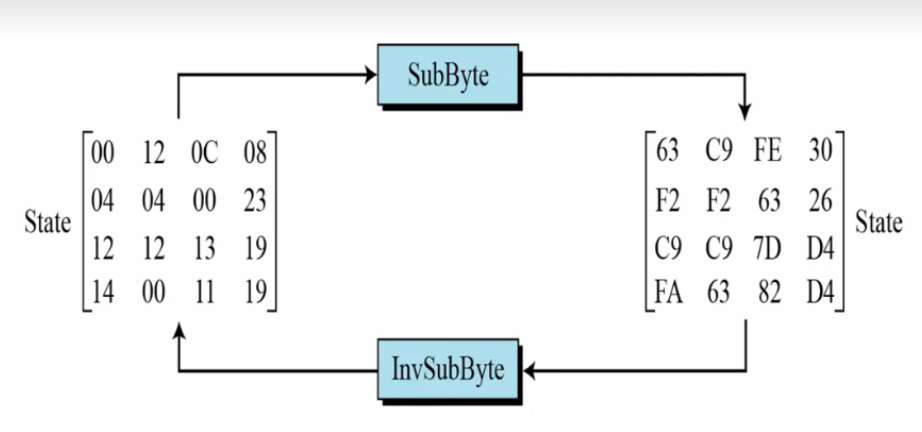 SubByte
00 12 0C 08 63 C9 FE 30
04 04 00 23 F2 F2 63 26
State State
12 12 13 19 C9 C9 7D D4
14 00 11 19 FA 63 82 D4
InvSubByte